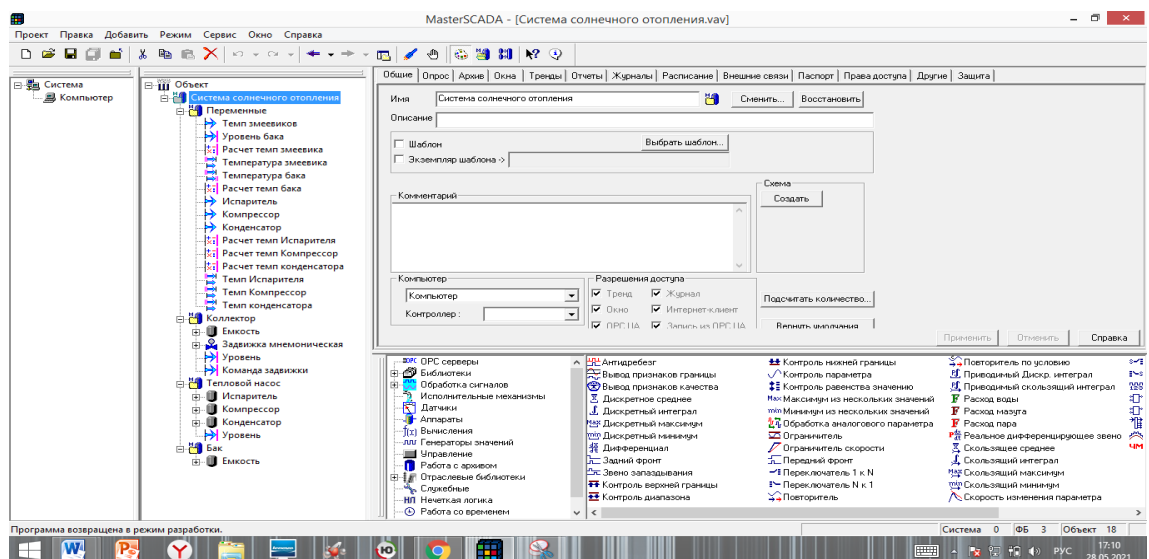 MasterSCADA - [Система солнечного отопления.vav]
Проект Правка Добавить Режим Сервис Окно Справка
Система
Компьютер
Объект
Система солнечного отопления
Переменные
Темп змеевиков
Уровень бака
Расчет темп змеевика
Температура змеевика
Температура бака
Расчет темп бака
Испаритель
Компрессор
Конденсатор
Расчет темп Испарителя
Расчет темп Компрессор
Расчет темп конденсатора
Темп Испарителя
Темп Компрессор
Темп конденсатора
Коллектор
Емкость
Задвижка мнемоническая
Уровень
Команда задвижки
Тепловой насос
Испаритель
Компрессор
Конденсатор
Уровень
Бак
Емкость
Общие Опрос Архив Окна Тренды Отчеты Журналы Расписание Внешние связи Паспорт Права доступа Другие Защита
Имя Система солнечного отопления Сменить... Восстановить
Описание
Шаблон Выбрать шаблон...
Экземпляр шаблона ->
Комментарий
Схема
Создать
Компьютер
Компьютер
Контроллер :
Разрешения доступа
Тренд Журнал
Окно Интернет-клиент
OPC UA Запись из OPC UA
Подсчитать количество...
Вернуть умолчания
Применить Отменить Справка
OPC серверы
Библиотеки
Обработка сигналов
Исполнительные механизмы
Датчики
Аппараты
Вычисления
Генераторы значений
Управление
Работа с архивом
Отраслевые библиотеки
Служебные
Нечеткая логика
Работа со временем
Антидребезг
Вывод признаков границы
Вывод признаков качества
Дискретное среднее
Дискретный интеграл
Дискретный максимум
Дискретный минимум
Дифференциал
Задний фронт
Звено запаздывания
Контроль верхней границы
Контроль диапазона
Контроль нижней границы
Контроль параметра
Контроль равенства значению
Максимум из нескольких значений
Минимум из нескольких значений
Обработка аналогового параметра
Ограничитель
Ограничитель скорости
Передний фронт
Переключатель 1 к N
Переключатель N к 1
Повторитель
Повторитель по условию
Приводимый Дискр. интеграл
Приводимый скользящий интеграл
Расход воды
Расход мазута
Расход пара
Реальное дифференцирующее звено
Скользящее среднее
Скользящий интеграл
Скользящий максимум
Скользящий минимум
Скорость изменения параметра
Программа возвращена в режим разработки.
Система 0 ФБ 3 Объект 18
РУС
17:10
28.05.2021